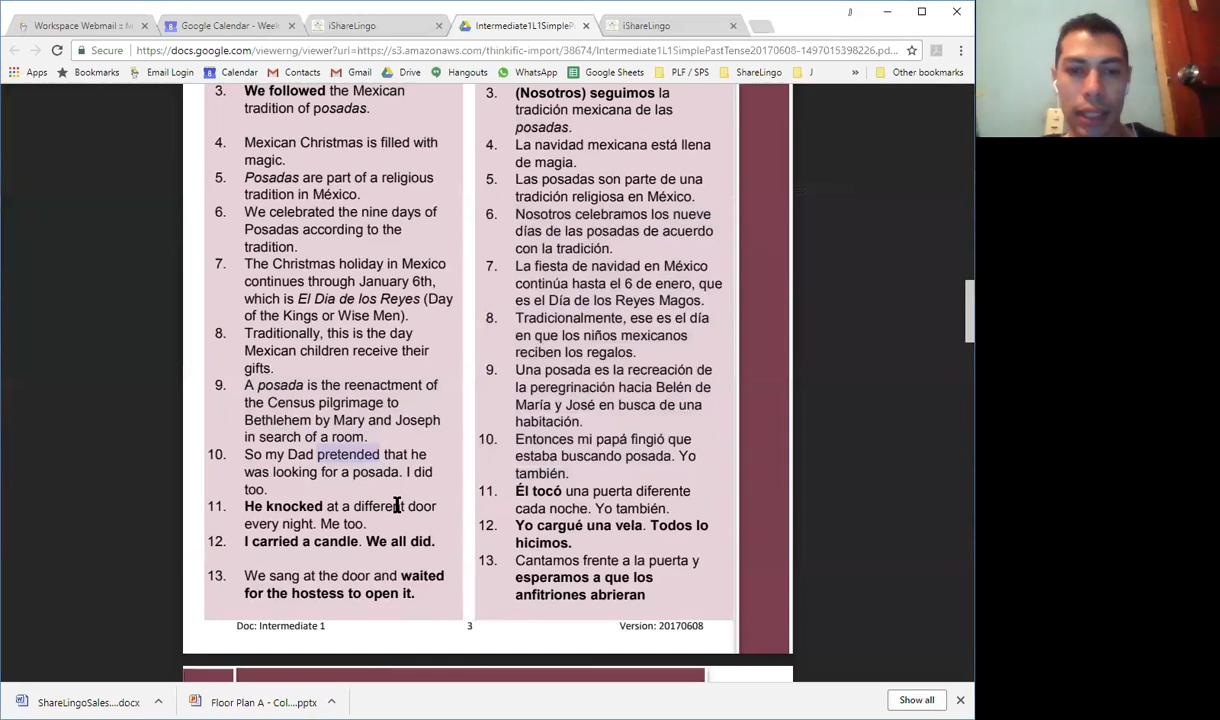 Workspace Webmail :: M
Google Calendar - Week
iShareLingo
Intermediate1L1SimpleP
iShareLingo
Secure
https://docs.google.com/viewerng/viewer?url=https://s3.amazonaws.com/thinkific-import/38674/Intermediate1L1SimplePastTense20170608-1497015398226.pd...
Apps
Bookmarks
Email Login
Calendar
Contacts
Gmail
Drive
Hangouts
WhatsApp
Google Sheets
PLF / SPS
ShareLingo
J
»
Other bookmarks
3. We followed the Mexican
tradition of posadas.
4. Mexican Christmas is filled with
magic.
5. Posadas are part of a religious
tradition in México.
6. We celebrated the nine days of
Posadas according to the
tradition.
7. The Christmas holiday in Mexico
continues through January 6th,
which is El Dia de los Reyes (Day
of the Kings or Wise Men).
8. Traditionally, this is the day
Mexican children receive their
gifts.
9. A posada is the reenactment of
the Census pilgrimage to
Bethlehem by Mary and Joseph
in search of a room.
10. So my Dad pretended that he
was looking for a posada. I did
too.
11. He knocked at a different door
every night. Me too.
12. I carried a candle. We all did.
13. We sang at the door and waited
for the hostess to open it.
3. (Nosotros) seguimos la
tradición mexicana de las
posadas.
4. La navidad mexicana está llena
de magia.
5. Las posadas son parte de una
tradición religiosa en México.
6. Nosotros celebramos los nueve
días de las posadas de acuerdo
con la tradición.
7. La fiesta de navidad en México
continúa hasta el 6 de enero, que
es el Día de los Reyes Magos.
8. Tradicionalmente, ese es el día
en que los niños mexicanos
reciben los regalos.
9. Una posada es la recreación de
la peregrinación hacia Belén de
María y José en busca de una
habitación.
10. Entonces mi papá fingió que
estaba buscando posada. Yo
también.
11. Él tocó una puerta diferente
cada noche. Yo también.
12. Yo cargué una vela. Todos lo
hicimos.
13. Cantamos frente a la puerta y
esperamos a que los
anfitriones abrieran
Doc: Intermediate 1
3
Version: 20170608
ShareLingoSales....docx
Floor Plan A - Col....pptx
Show all